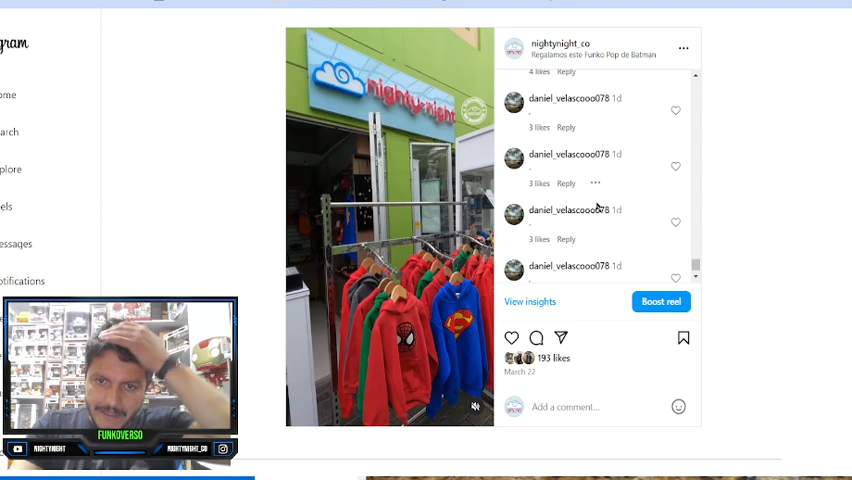 gram
ome
arch
xplore
els
essages
otifications
nighty night
nightynight_co
Regalamos este Funko Pop de Batman
4 likes Reply
daniel_velascooo078 1d
.
3 likes Reply
daniel_velascooo078 1d
.
3 likes Reply
daniel_velascooo078 1d
.
3 likes Reply
daniel_velascooo078 1d
View insights
Boost reel
193 likes
March 22
Add a comment...
FUNKOVERSO
NIGHTYNIGHT
NIGHTYNIGHT_CO